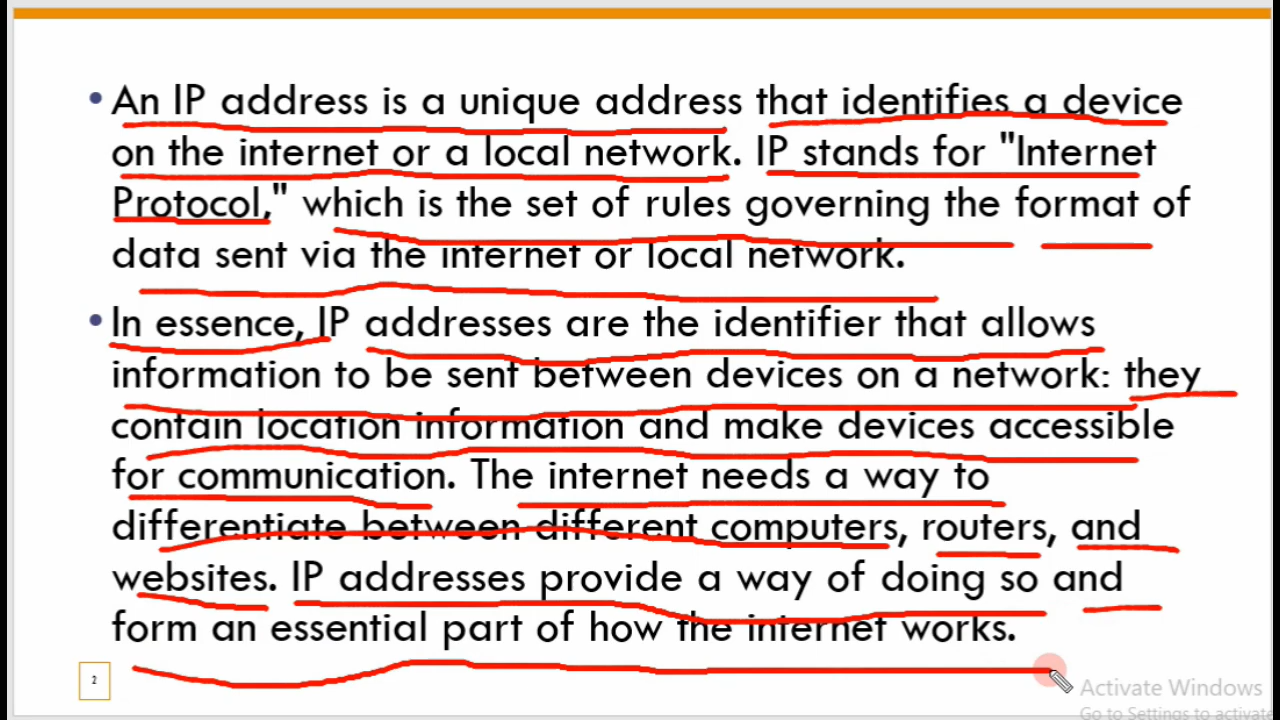 • An IP address is a unique address that identifies a device
on the internet or a local network. IP stands for "Internet
Protocol," which is the set of rules governing the format of
data sent via the internet or local network.
• In essence, IP addresses are the identifier that allows
information to be sent between devices on a network: they
contain location information and make devices accessible
for communication. The internet needs a way to
differentiate between different computers, routers, and
websites. IP addresses provide a way of doing so and
form an essential part of how the internet works.
2
Activate Windows
Go to Settings to activate